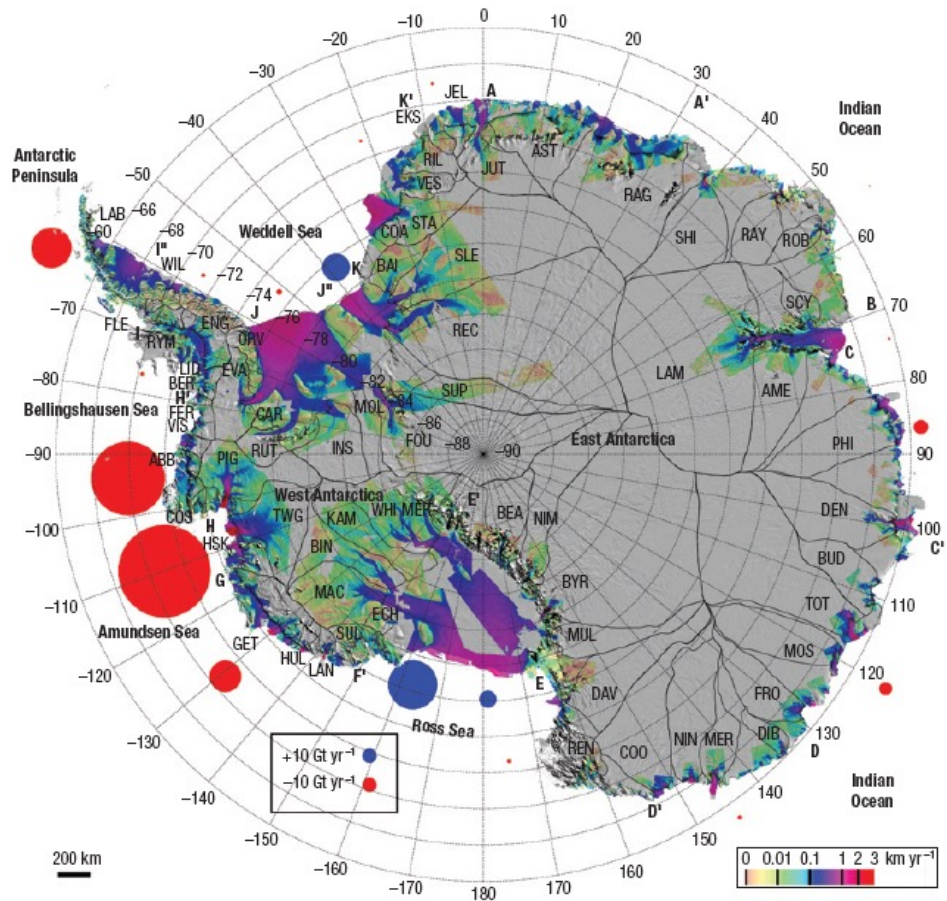 0
−10
10
−20
20
−30
30
−40
40
−50
50
60
70
80
90
100
110
120
130
140
150
160
170
180
−170
−160
−150
−140
−130
−120
−110
−100
−90
−80
−70
−60
−66
−68
−70
−72
−74
−76
−78
−80
−82
−84
−86
−88
−90
Indian
Ocean
Antarctic
Peninsula
Weddell Sea
Bellingshausen Sea
Amundsen Sea
Ross Sea
Indian
Ocean
East Antarctica
West Antarctica
K'
EKS
JEL
A
A'
RIL
VES
JUT
AST
RAG
SHI
RAY
ROB
SCY
B
C
LAM
AME
PHI
DEN
C'
BUD
TOT
MOS
FRO
DIB
D
MER
NIN
D'
COO
REN
DAV
E
MUL
BYR
NIM
BEA
E'
MER
WHI
KAM
BIN
MAC
ECH
SUL
F'
LAN
HUL
GET
G
HSK
H
TWG
COS
ABB
PIG
RUT
CAR
INS
FOU
MOL
SUP
REC
SLE
STA
COA
BAI
K
J"
J
ORV
EVA
ENG
WIL
I"
LAB
FLE
RYM
I
LID
BER
H'
FER
VIS
+10 Gt yr⁻¹
−10 Gt yr⁻¹
200 km
0 0.01 0.1 1 2 3 km yr⁻¹